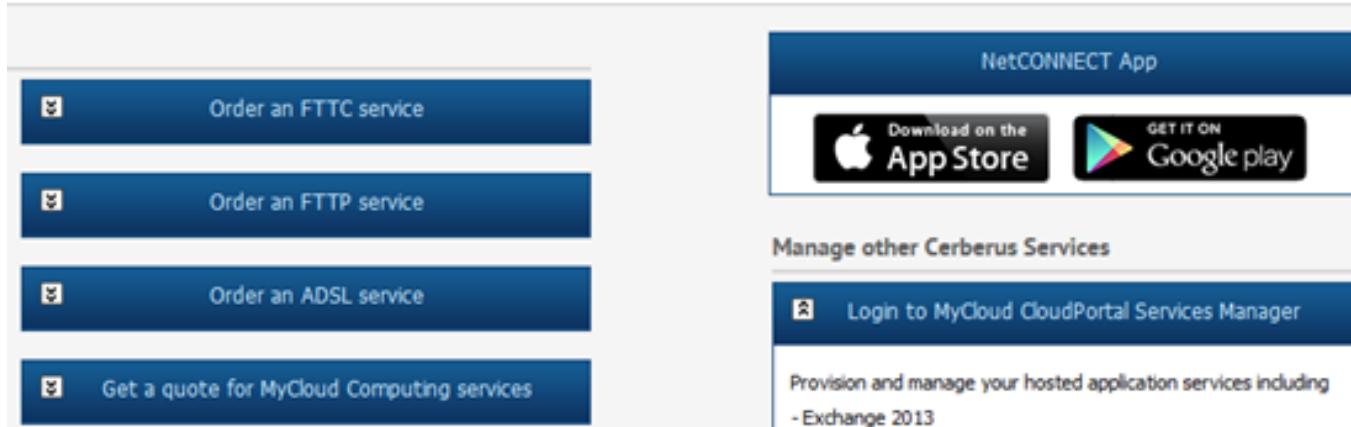 Order an FTTC service
Order an FTTP service
Order an ADSL service
Get a quote for MyCloud Computing services
NetCONNECT App
Download on the
App Store
GET IT ON
Google play
Manage other Cerberus Services
Login to MyCloud CloudPortal Services Manager
Provision and manage your hosted application services including
- Exchange 2013